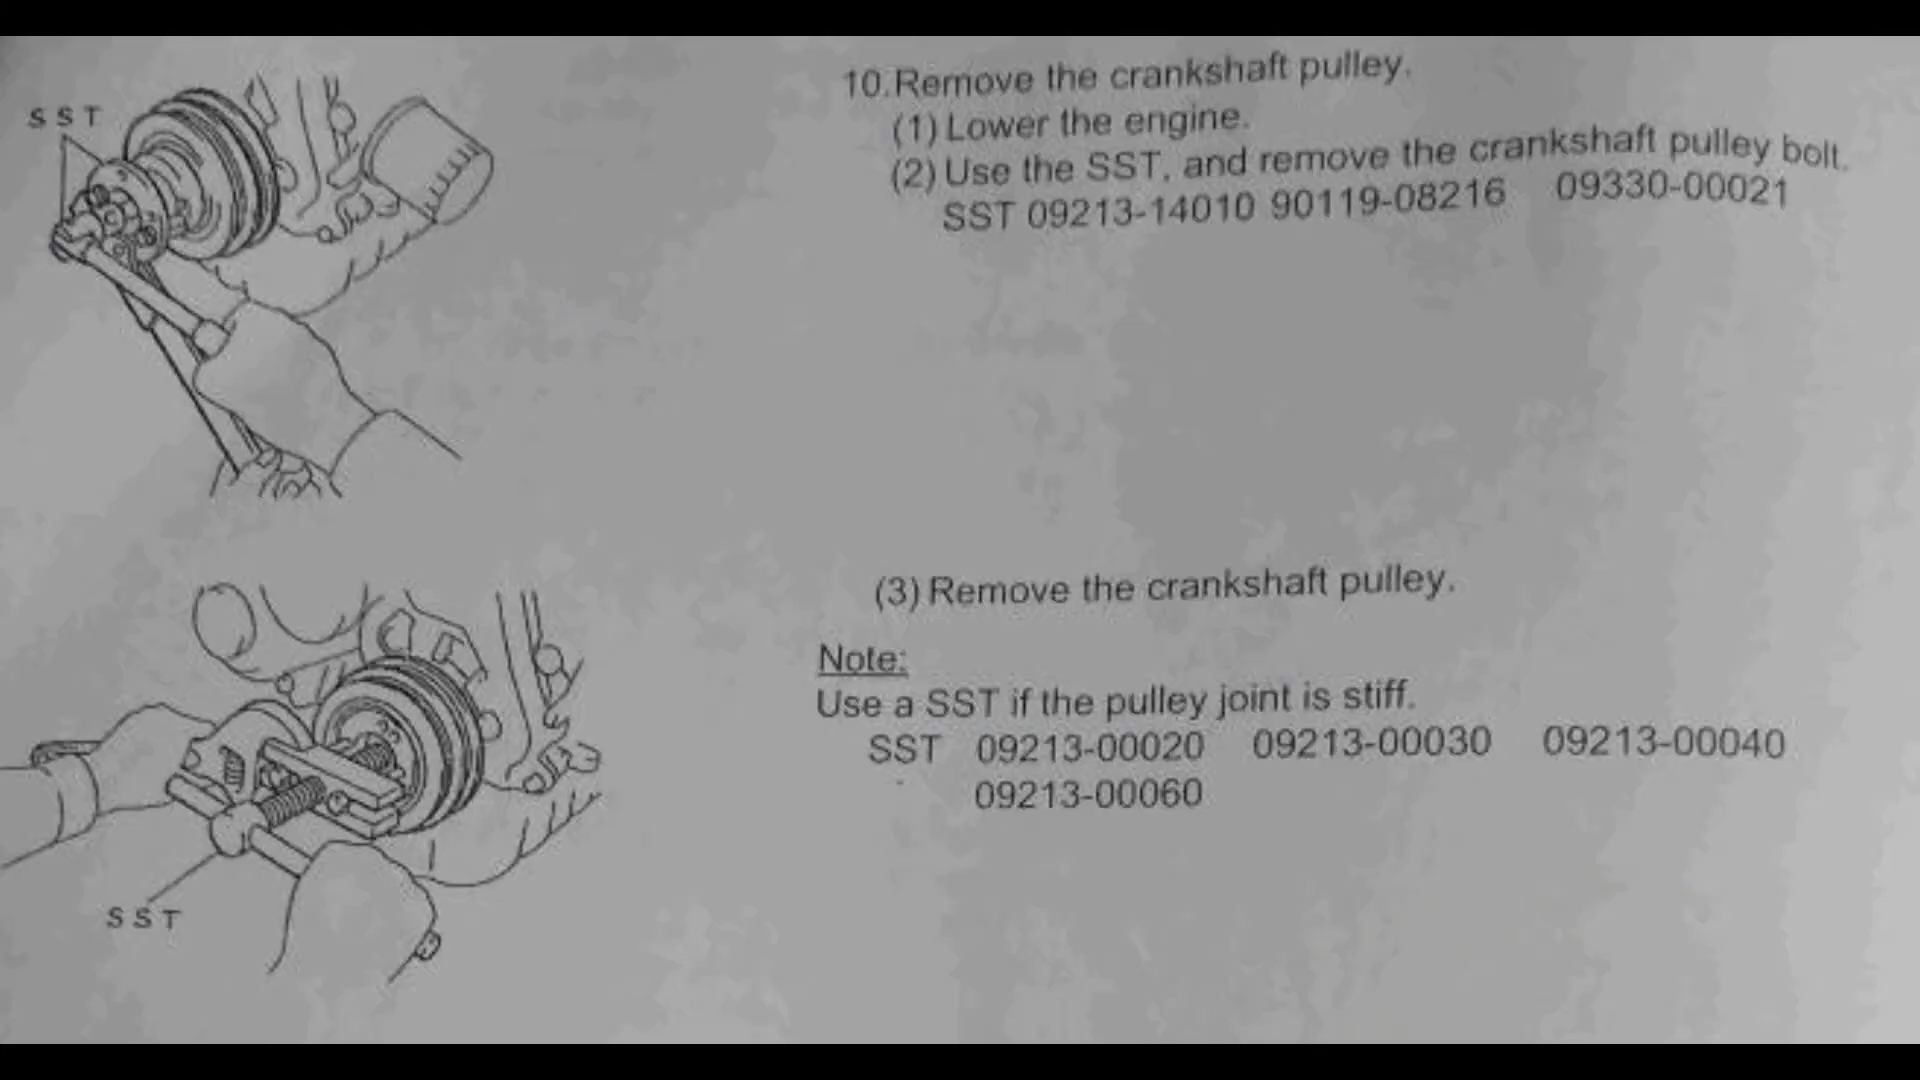 SST
10. Remove the crankshaft pulley.
(1) Lower the engine.
(2) Use the SST, and remove the crankshaft pulley bolt.
SST 09213-14010 90119-08216 09330-00021
(3) Remove the crankshaft pulley.
Note:
Use a SST if the pulley joint is stiff.
SST 09213-00020 09213-00030 09213-00040
09213-00060
SST